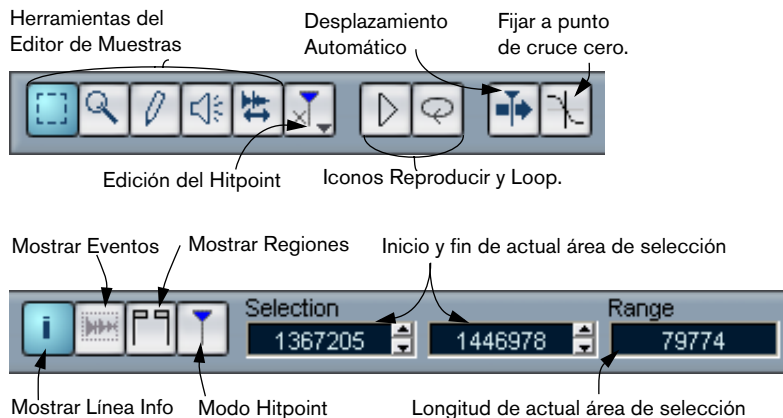 Herramientas del
Editor de Muestras
Desplazamiento
Automático
Fijar a punto
de cruce cero.
Edición del Hitpoint
Iconos Reproducir y Loop.
Mostrar Eventos
Mostrar Regiones
Inicio y fin de actual área de selección
Selection
Range
1367205
1446978
79774
Mostrar Línea Info
Modo Hitpoint
Longitud de actual área de selección